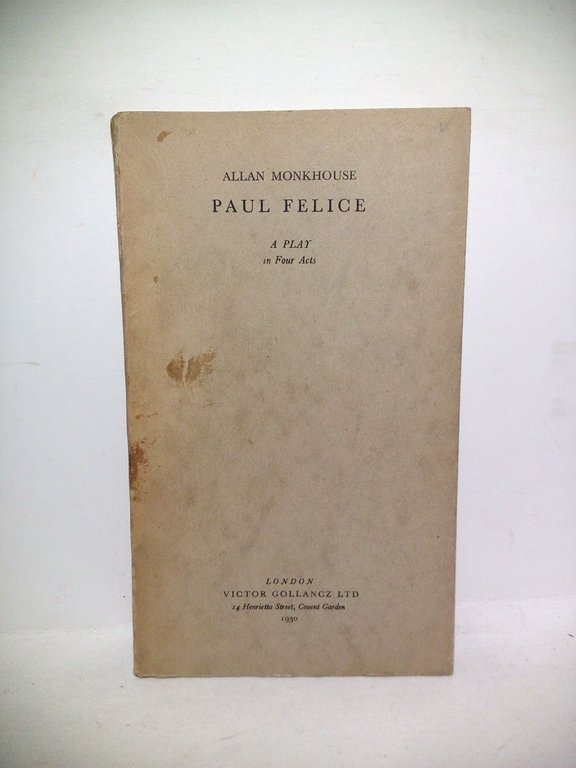 ALLAN MONKHOUSE
PAUL FELICE
A PLAY
in Four Acts
LONDON
VICTOR GOLLANCZ LTD
14 Henrietta Street, Covent Garden
1930